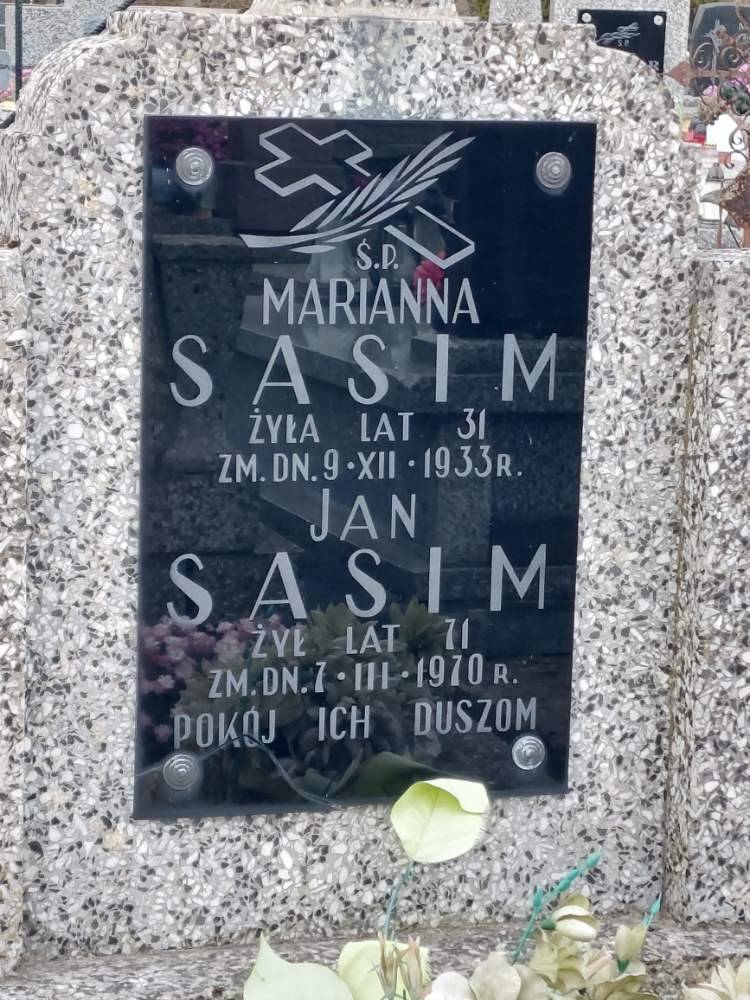 Ś.P.
MARIANNA
SASIM
ŻYŁA LAT 31
ZM. DN. 9 · XII · 1933 R.
JAN
SASIM
ŻYŁ LAT 71
ZM. DN. 7 · III · 1970 R.
POKÓJ ICH DUSZOM